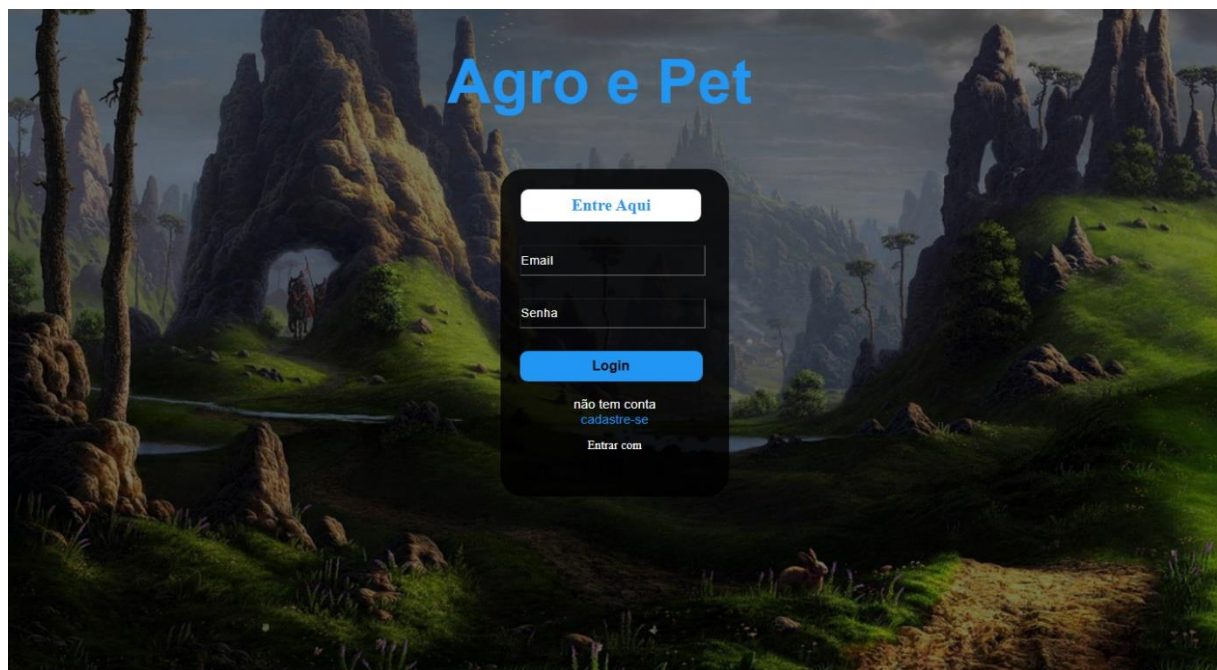 Agro e Pet
Entre Aqui
Email
Senha
Login
não tem conta
cadastre-se
Entrar com